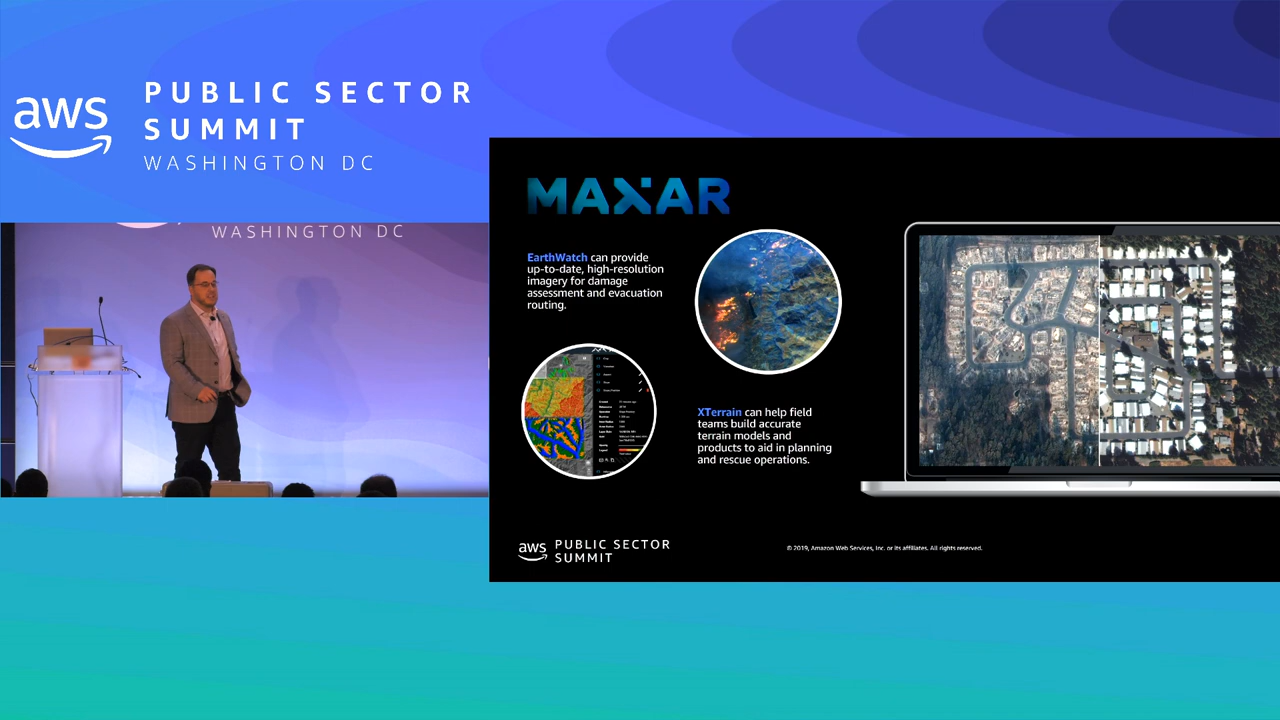 aws
PUBLIC SECTOR
SUMMIT
WASHINGTON DC
WASHINGTON DC
MAXAR
EarthWatch can provide
up-to-date, high-resolution
imagery for damage
assessment and evacuation
routing.
XTerrain can help field
teams build accurate
terrain models and
products to aid in planning
and rescue operations.
aws
PUBLIC SECTOR
SUMMIT
© 2019, Amazon Web Services, Inc. or its affiliates. All rights reserved.